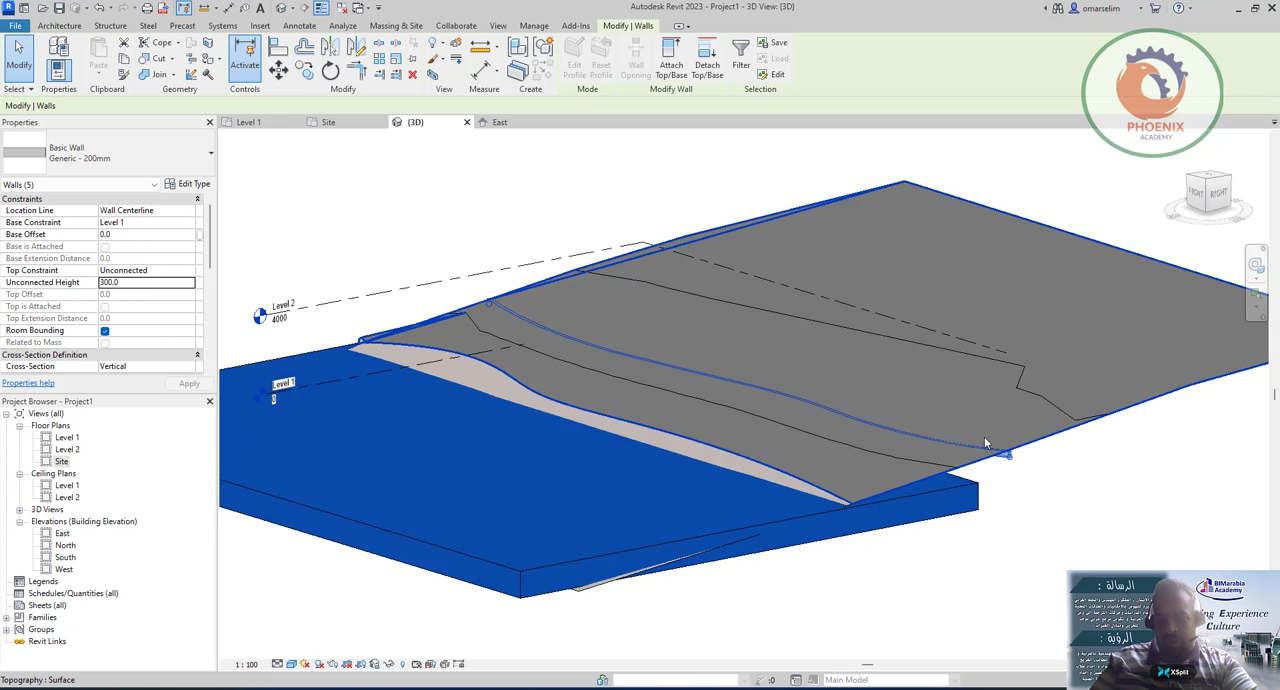 Autodesk Revit 2023 - Project1 - 3D View: {3D}
omarselim
File
Architecture
Structure
Steel
Precast
Systems
Insert
Annotate
Analyze
Massing & Site
Collaborate
View
Manage
Add-Ins
Modify | Walls
Modify
Paste
Cope
Cut
Join
Activate
Edit Profile
Reset Profile
Wall Opening
Attach Top/Base
Detach Top/Base
Filter
Save
Load
Edit
Select
Properties
Clipboard
Geometry
Controls
Modify
View
Measure
Create
Mode
Modify Wall
Selection
PHOENIX
ACADEMY
Modify | Walls
Properties
Level 1
Site
{3D}
East
Basic Wall
Generic - 200mm
Walls (5)
Edit Type
Constraints
Location Line Wall Centerline
Base Constraint Level 1
Base Offset 0.0
Base is Attached
Base Extension Distance 0.0
Top Constraint Unconnected
Unconnected Height 300.0
Top Offset 0.0
Top is Attached
Top Extension Distance 0.0
Room Bounding
Related to Mass
Cross-Section Definition
Cross-Section Vertical
Properties help
Apply
FRONT
RIGHT
Level 2
4000
Level 1
0
Project Browser - Project1
Views (all)
Floor Plans
Level 1
Level 2
Site
Ceiling Plans
Level 1
Level 2
3D Views
Elevations (Building Elevation)
East
North
South
West
Legends
Schedules/Quantities (all)
Sheets (all)
Families
Groups
Revit Links
1 : 100
Topography : Surface
:0
Main Model
الرسالة :
الرؤية :
BIMarabia
Academy
Experience
Culture
XSplit